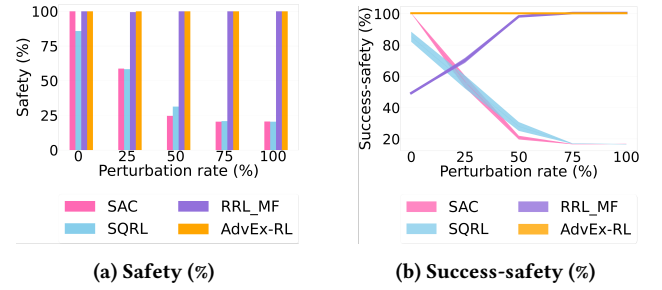 Safety (%)
100
75
50
25
0
0 25 50 75 100
Perturbation rate (%)
SAC RRL_MF
SQRL AdvEx-RL
(a) Safety (%)
Success-safety (%)
100
80
60
40
20
0 25 50 75 100
Perturbation rate (%)
SAC RRL_MF
SQRL AdvEx-RL
(b) Success-safety (%)